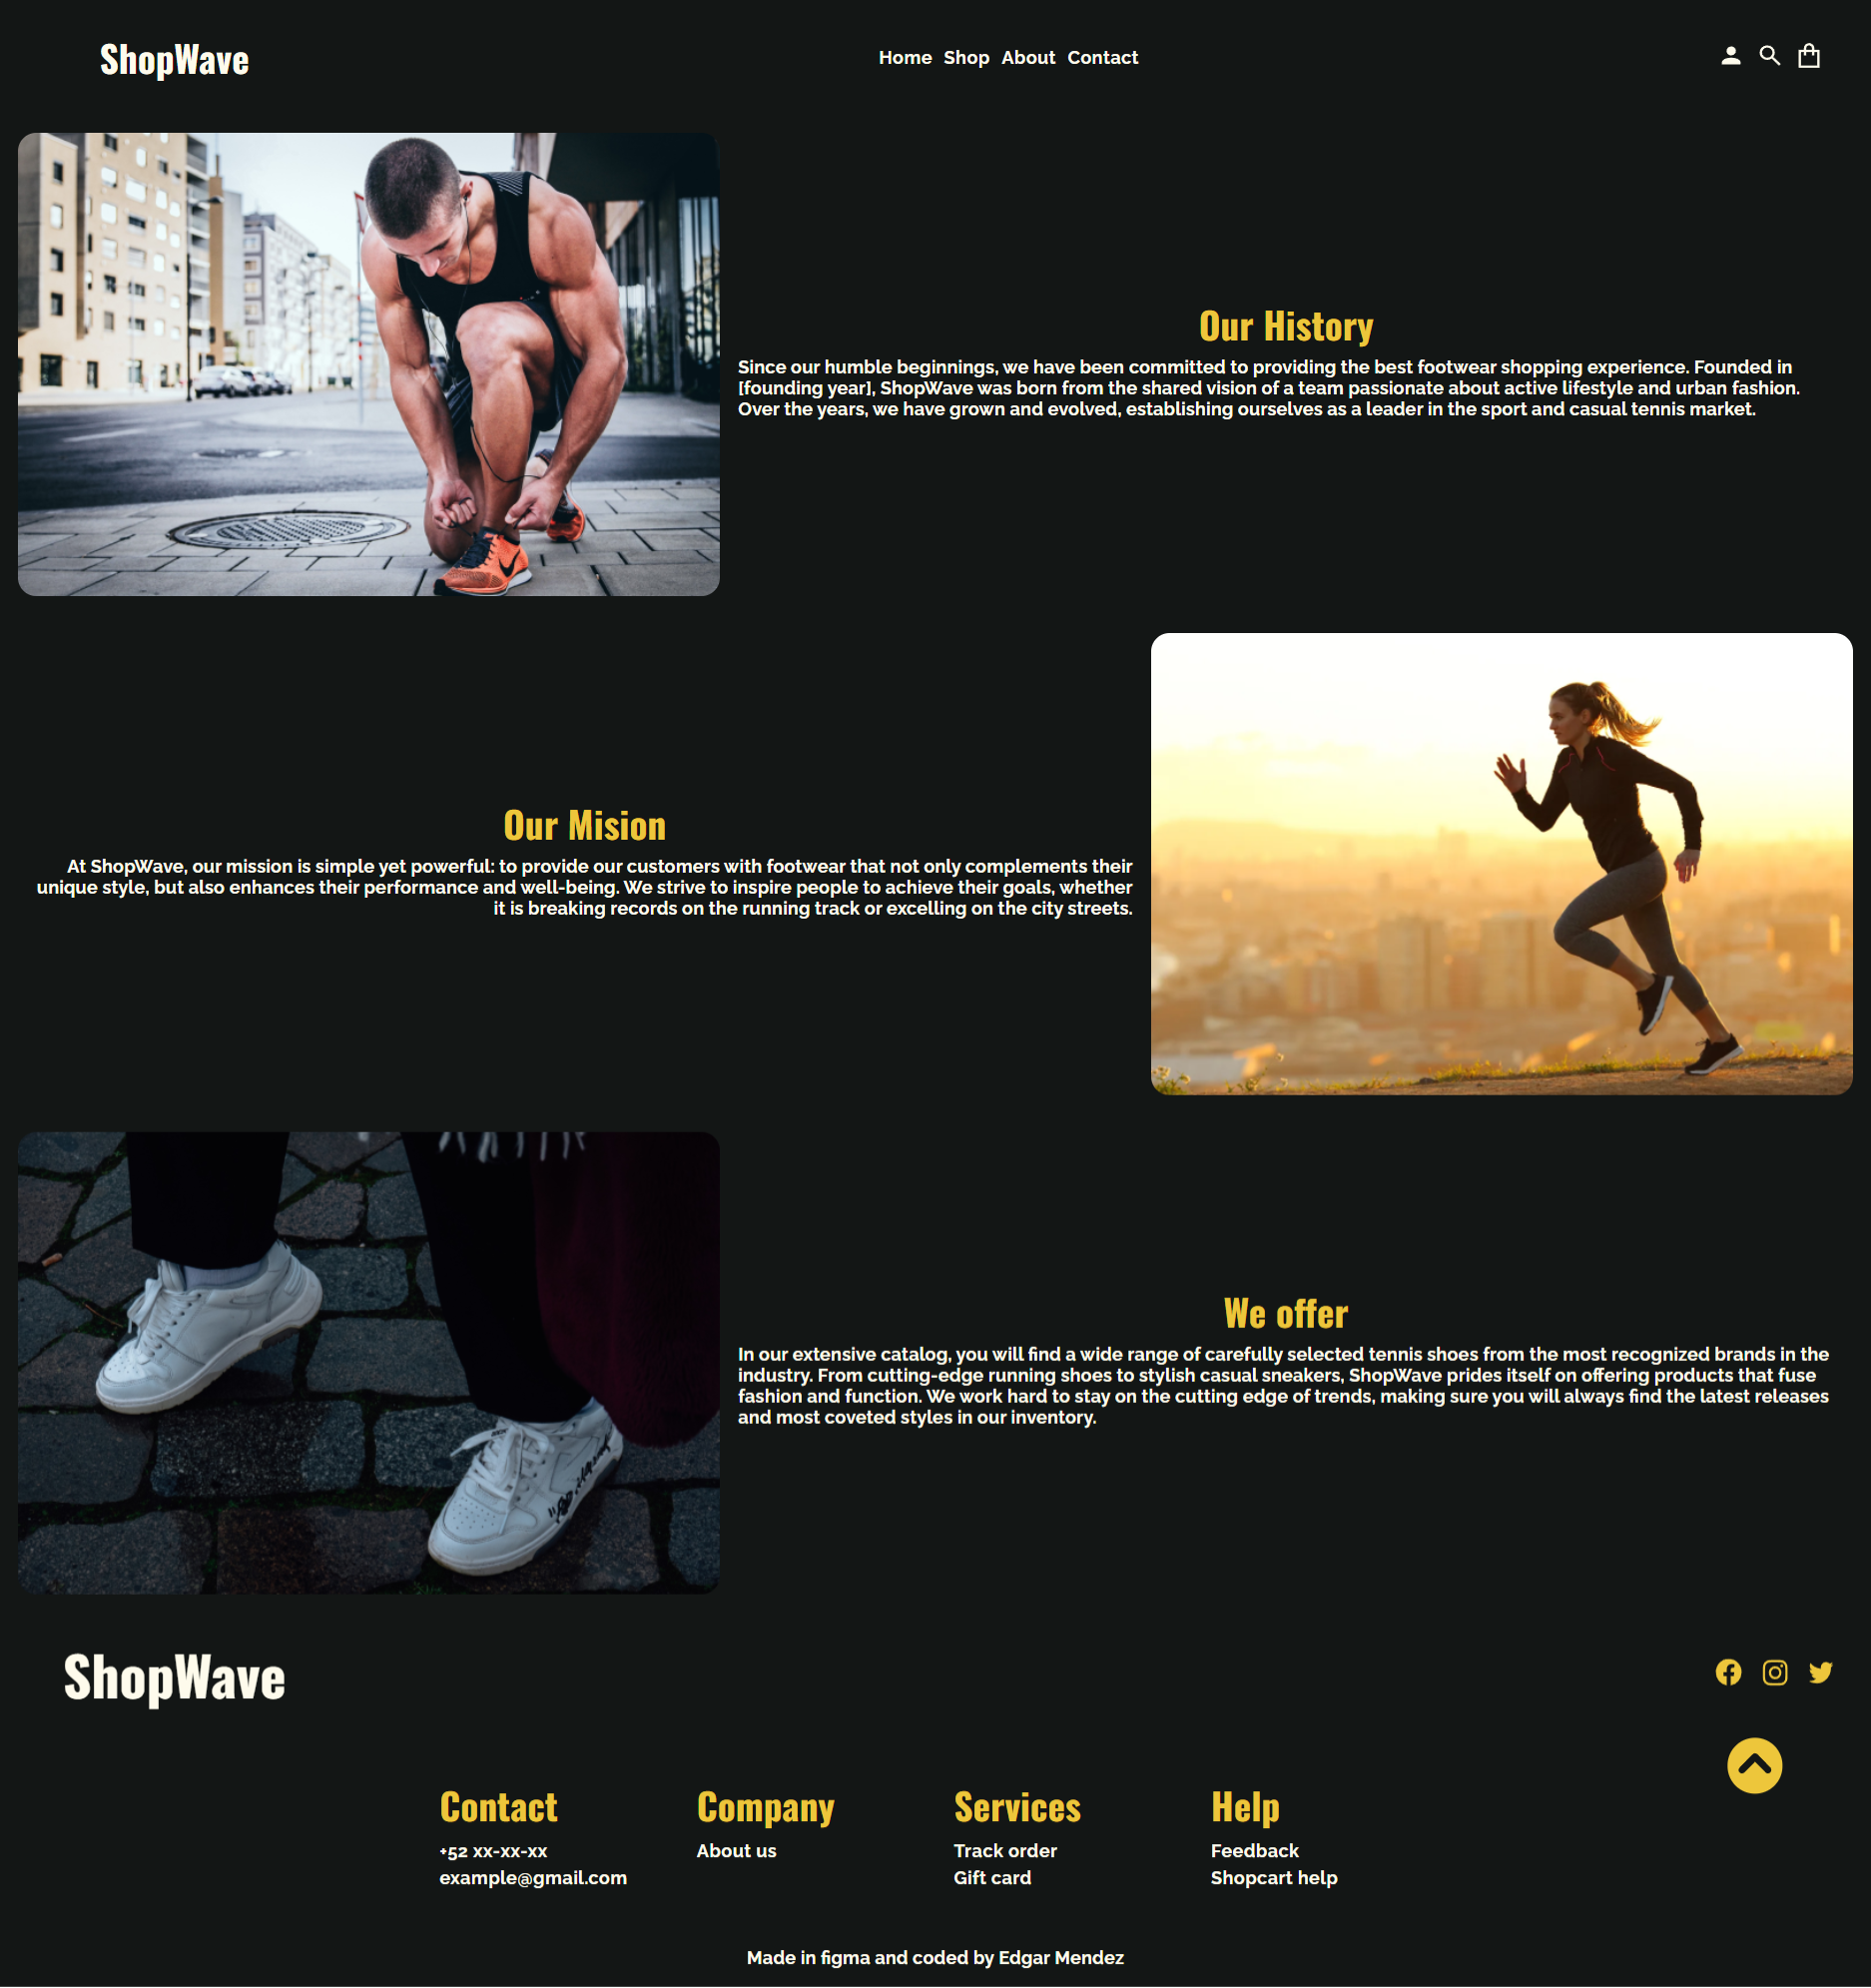 ShopWave
Home Shop About Contact
Our History
Since our humble beginnings, we have been committed to providing the best footwear shopping experience. Founded in
[founding year], ShopWave was born from the shared vision of a team passionate about active lifestyle and urban fashion.
Over the years, we have grown and evolved, establishing ourselves as a leader in the sport and casual tennis market.
Our Mision
At ShopWave, our mission is simple yet powerful: to provide our customers with footwear that not only complements their
unique style, but also enhances their performance and well-being. We strive to inspire people to achieve their goals, whether
it is breaking records on the running track or excelling on the city streets.
We offer
In our extensive catalog, you will find a wide range of carefully selected tennis shoes from the most recognized brands in the
industry. From cutting-edge running shoes to stylish casual sneakers, ShopWave prides itself on offering products that fuse
fashion and function. We work hard to stay on the cutting edge of trends, making sure you will always find the latest releases
and most coveted styles in our inventory.
ShopWave
Contact
+52 xx-xx-xx
example@gmail.com
Company
About us
Services
Track order
Gift card
Help
Feedback
Shopcart help
Made in figma and coded by Edgar Mendez